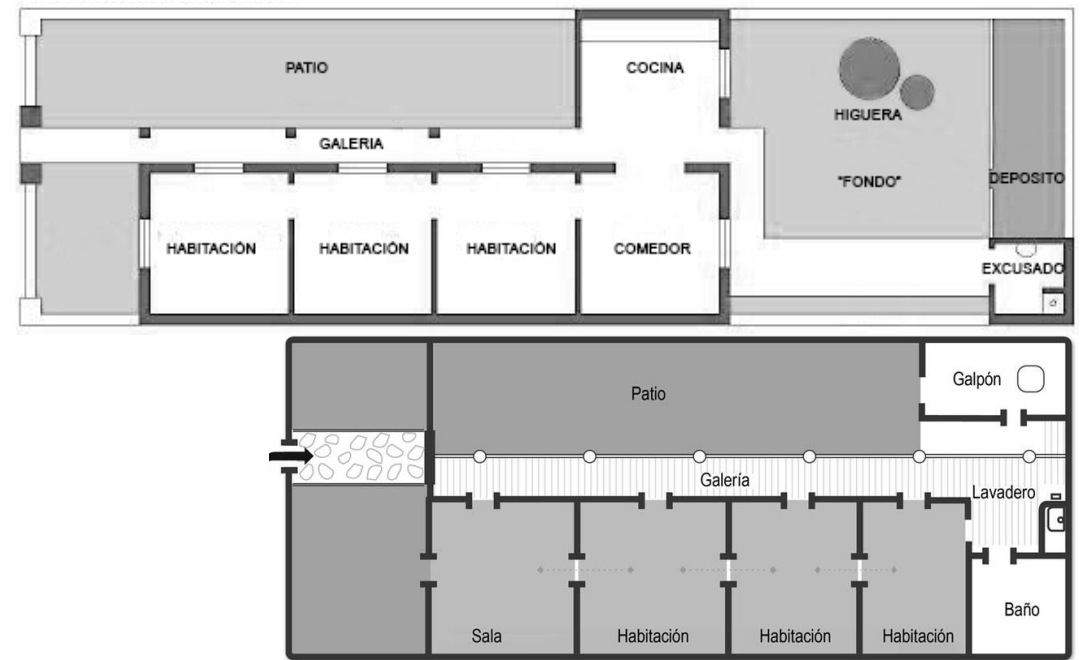 PATIO
COCINA
HIGUERA
GALERIA
"FONDO"
DEPOSITO
HABITACIÓN
HABITACIÓN
HABITACIÓN
COMEDOR
EXCUSADO
Galpón
Patio
Galería
Lavadero
Baño
Sala
Habitación
Habitación
Habitación